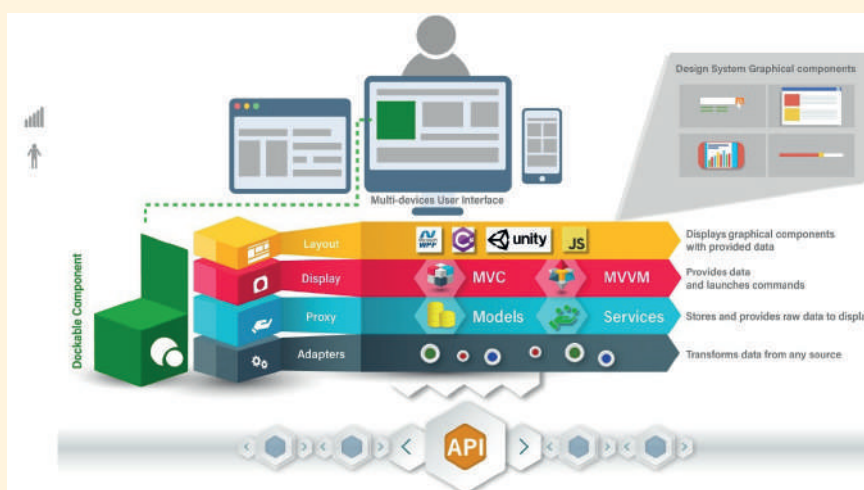 Design System Graphical components
Multi-devices User Interface
Dockable Component
Layout
WPF
C#
unity
JS
Displays graphical components
with provided data
Display
MVC
MVVM
Provides data
and launches commands
Proxy
Models
Services
Stores and provides raw data to displa
Adapters
Transforms data from any source
API